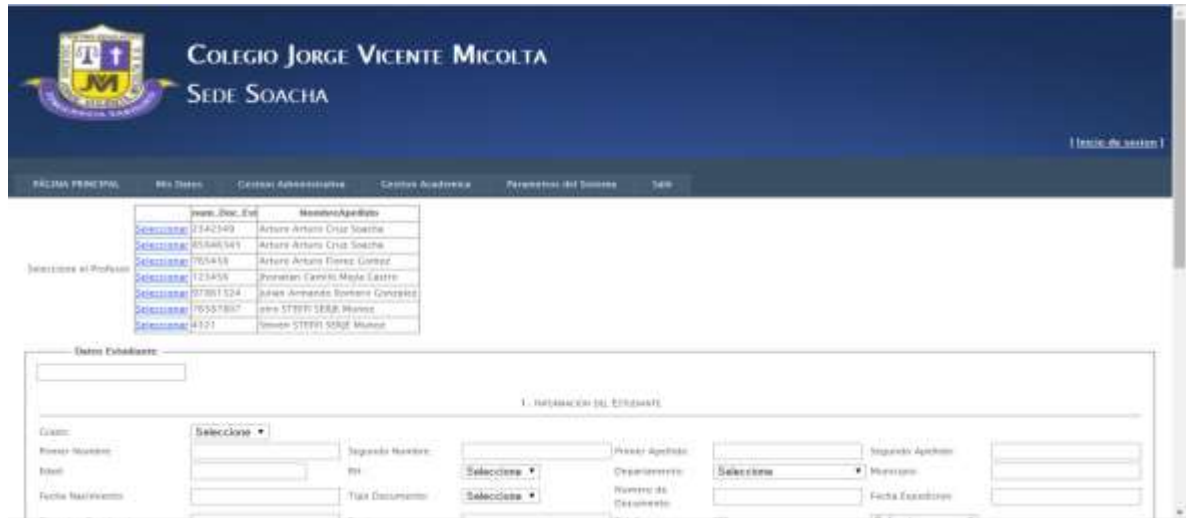 COLEGIO JORGE VICENTE MICOLTA
SEDE SOACHA
[ Inicio de sesion ]
PÁGINA PRINCIPAL Mis Datos Gestion Administrativa Gestion Academica Parametros del Sistema Salir
num_Doc_Est NombreApellido
Seleccionar 2342349 Arturo Arturo Cruz Soacha
Seleccionar Arturo Arturo Cruz Soacha
Seleccione el Profesor Seleccionar 765456 Arturo Arturo Florez Gomez
Seleccionar 123456 Jhonatan Camilo Castro
Seleccionar Julian Armando Romero Gonzalez
Seleccionar otro STEFFI Munoz
Seleccionar 4321 Steven STEFFI Munoz
Datos Estudiante
1 - INFORMACION DEL ESTUDIANTE
Grado: Seleccione
Primer Nombre: Segundo Nombre: Primer Apellido: Segundo Apellido:
Edad: RH: Seleccione Departamento: Seleccione Municipio:
Fecha Nacimiento: Tipo Documento: Seleccione Numero de Documento: Fecha Expedicion: